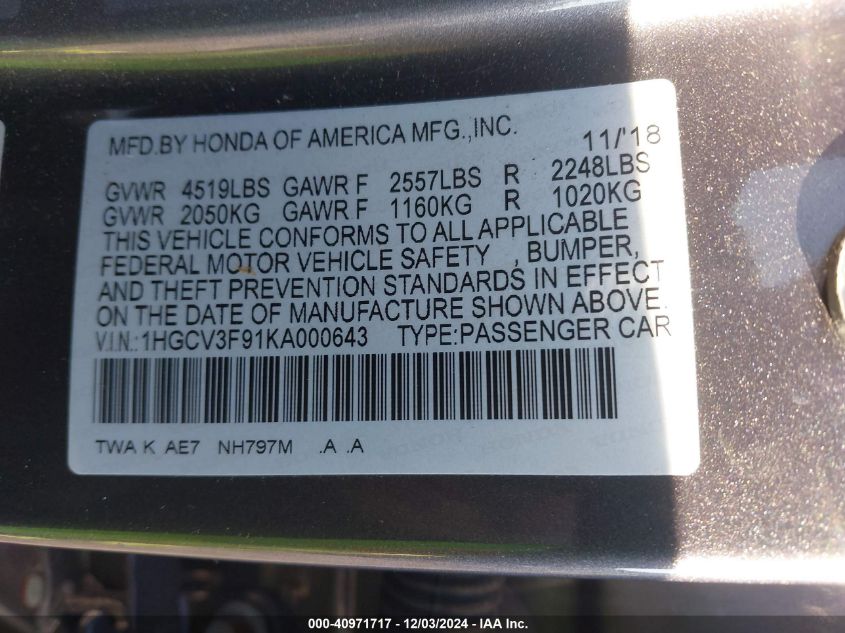 MFD.BY HONDA OF AMERICA MFG.,INC. 11/'18
GVWR 4519LBS GAWR F 2557LBS R 2248LBS
GVWR 2050KG GAWR F 1160KG R 1020KG
THIS VEHICLE CONFORMS TO ALL APPLICABLE
FEDERAL MOTOR VEHICLE SAFETY , BUMPER,
AND THEFT PREVENTION STANDARDS IN EFFECT
ON THE DATE OF MANUFACTURE SHOWN ABOVE.
V.I.N.:1HGCV3F91KA000643 TYPE:PASSENGER CAR
TWA K AE7 NH797M .A .A
000-40971717 - 12/03/2024 - IAA Inc.